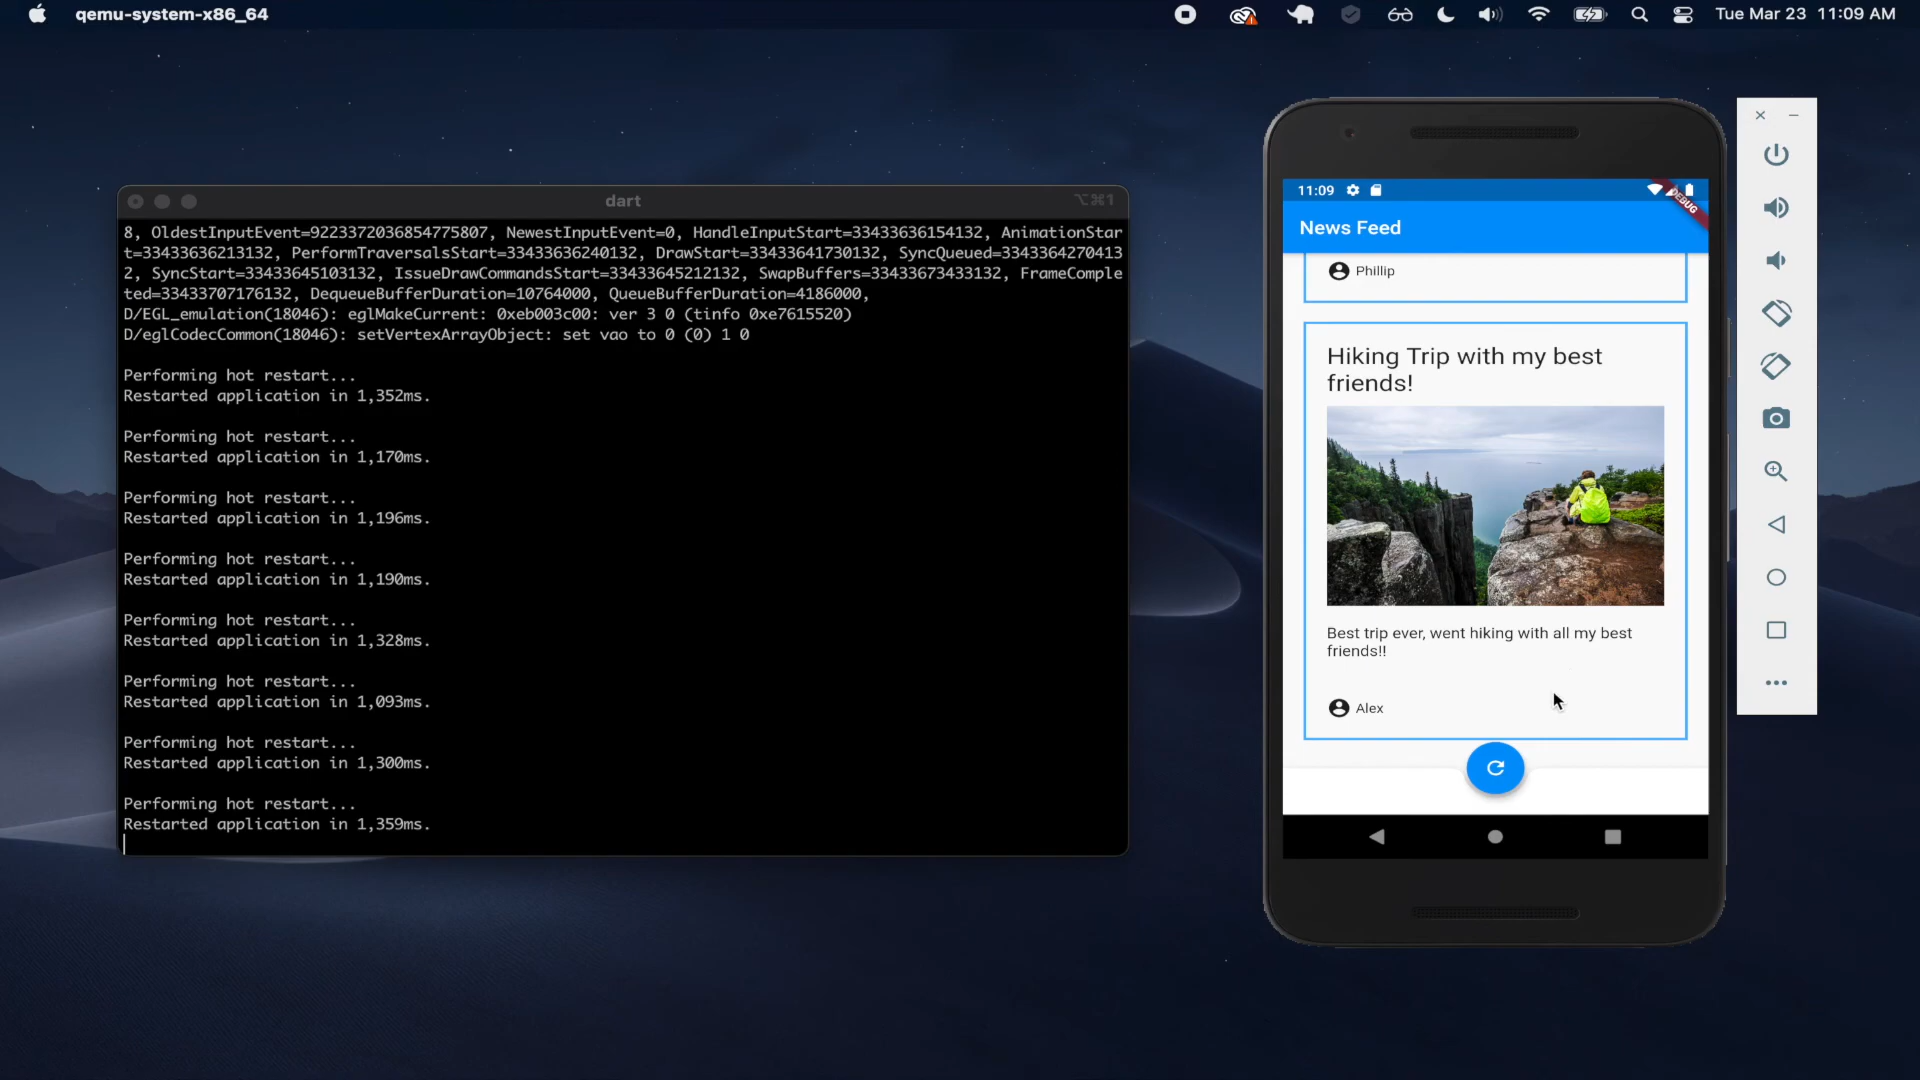 qemu-system-x86_64
Tue Mar 23 11:09 AM
dart
⌥⌘1
8, OldestInputEvent=9223372036854775807, NewestInputEvent=0, HandleInputStart=33433636154132, AnimationStar
t=33433636213132, PerformTraversalsStart=33433636240132, DrawStart=33433641730132, SyncQueued=3343364270413
2, SyncStart=33433645103132, IssueDrawCommandsStart=33433645212132, SwapBuffers=33433673433132, FrameComple
ted=33433707176132, DequeueBufferDuration=10764000, QueueBufferDuration=4186000,
D/EGL_emulation(18046): eglMakeCurrent: 0xeb003c00: ver 3 0 (tinfo 0xe7615520)
D/eglCodecCommon(18046): setVertexArrayObject: set vao to 0 (0) 1 0
Performing hot restart...
Restarted application in 1,352ms.
Performing hot restart...
Restarted application in 1,170ms.
Performing hot restart...
Restarted application in 1,196ms.
Performing hot restart...
Restarted application in 1,190ms.
Performing hot restart...
Restarted application in 1,328ms.
Performing hot restart...
Restarted application in 1,093ms.
Performing hot restart...
Restarted application in 1,300ms.
Performing hot restart...
Restarted application in 1,359ms.
11:09
DEBUG
News Feed
Phillip
Hiking Trip with my best
friends!
Best trip ever, went hiking with all my best
friends!!
Alex